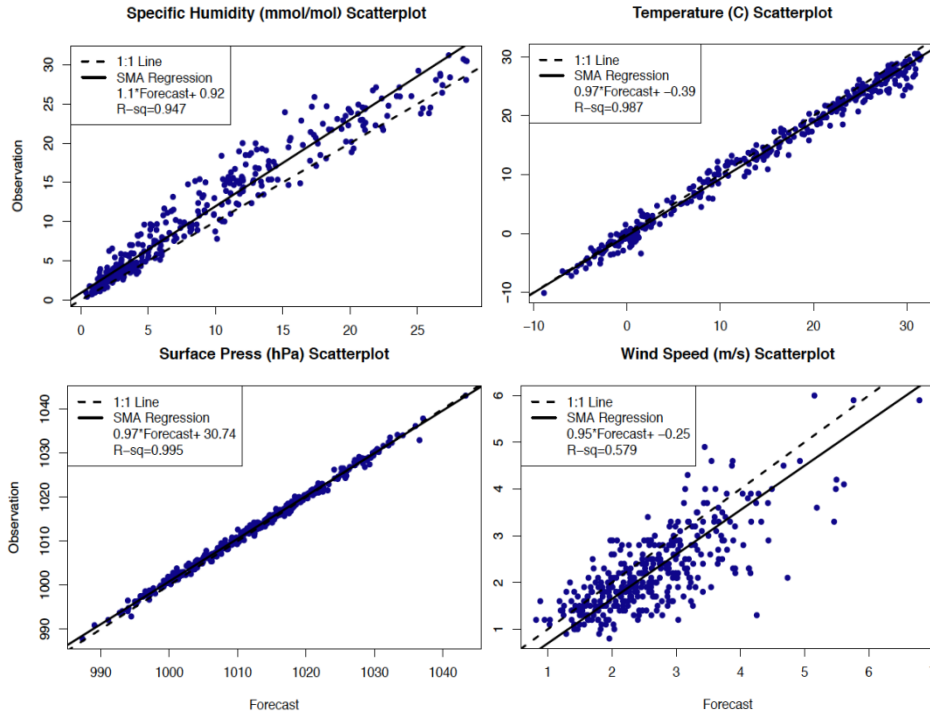 Specific Humidity (mmol/mol) Scatterplot
1:1 Line
SMA Regression
1.1*Forecast+ 0.92
R−sq=0.947
Observation
0
5
10
15
20
25
30
0 5 10 15 20 25
Temperature (C) Scatterplot
1:1 Line
SMA Regression
0.97*Forecast+ −0.39
R−sq=0.987
−10
0
10
20
30
−10 0 10 20 30
Surface Press (hPa) Scatterplot
1:1 Line
SMA Regression
0.97*Forecast+ 30.74
R−sq=0.995
Observation
990
1000
1010
1020
1030
1040
990 1000 1010 1020 1030 1040
Forecast
Wind Speed (m/s) Scatterplot
1:1 Line
SMA Regression
0.95*Forecast+ −0.25
R−sq=0.579
1
2
3
4
5
6
1 2 3 4 5 6
Forecast